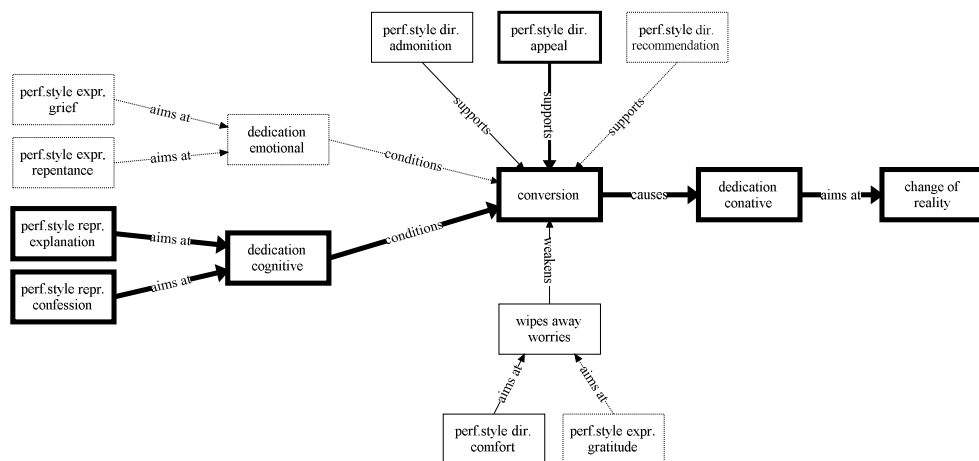 perf.style dir.
admonition
perf.style dir.
appeal
perf.style dir.
recommendation
supports
supports
supports
perf.style expr.
grief
aims at
perf.style expr.
repentance
aims at
dedication
emotional
conditions
perf.style repr.
explanation
aims at
perf.style repr.
confession
aims at
dedication
cognitive
conditions
conversion
causes
dedication
conative
aims at
change of
reality
weakens
wipes away
worries
aims at
aims at
perf.style dir.
comfort
perf.style expr.
gratitude